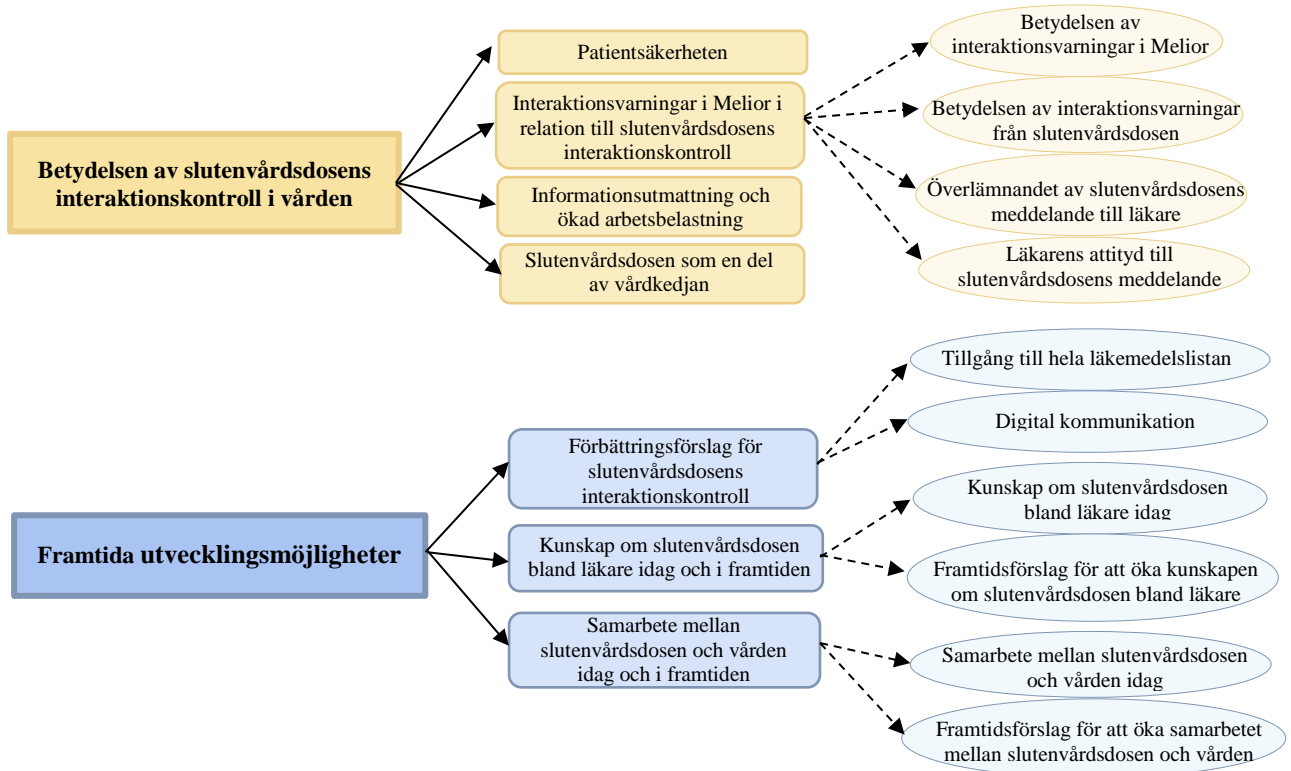 Betydelsen av slutenvårdsdosens
interaktionskontroll i vården
Patientsäkerheten
Interaktionsvarningar i Melior i
relation till slutenvårdsdosens
interaktionskontroll
Informationsutmattning och
ökad arbetsbelastning
Slutenvårdsdosen som en del
av vårdkedjan
Betydelsen av
interaktionsvarningar i Melior
Betydelsen av interaktionsvarningar
från slutenvårdsdosen
Överlämnandet av slutenvårdsdosens
meddelande till läkare
Läkarens attityd till
slutenvårdsdosens meddelande
Framtida utvecklingsmöjligheter
Förbättringsförslag för
slutenvårdsdosens
interaktionskontroll
Kunskap om slutenvårdsdosen
bland läkare idag och i framtiden
Samarbete mellan
slutenvårdsdosen och vården
idag och i framtiden
Tillgång till hela läkemedelslistan
Digital kommunikation
Kunskap om slutenvårdsdosen
bland läkare idag
Framtidsförslag för att öka kunskapen
om slutenvårdsdosen bland läkare
Samarbete mellan slutenvårdsdosen
och vården idag
Framtidsförslag för att öka samarbetet
mellan slutenvårdsdosen och vården